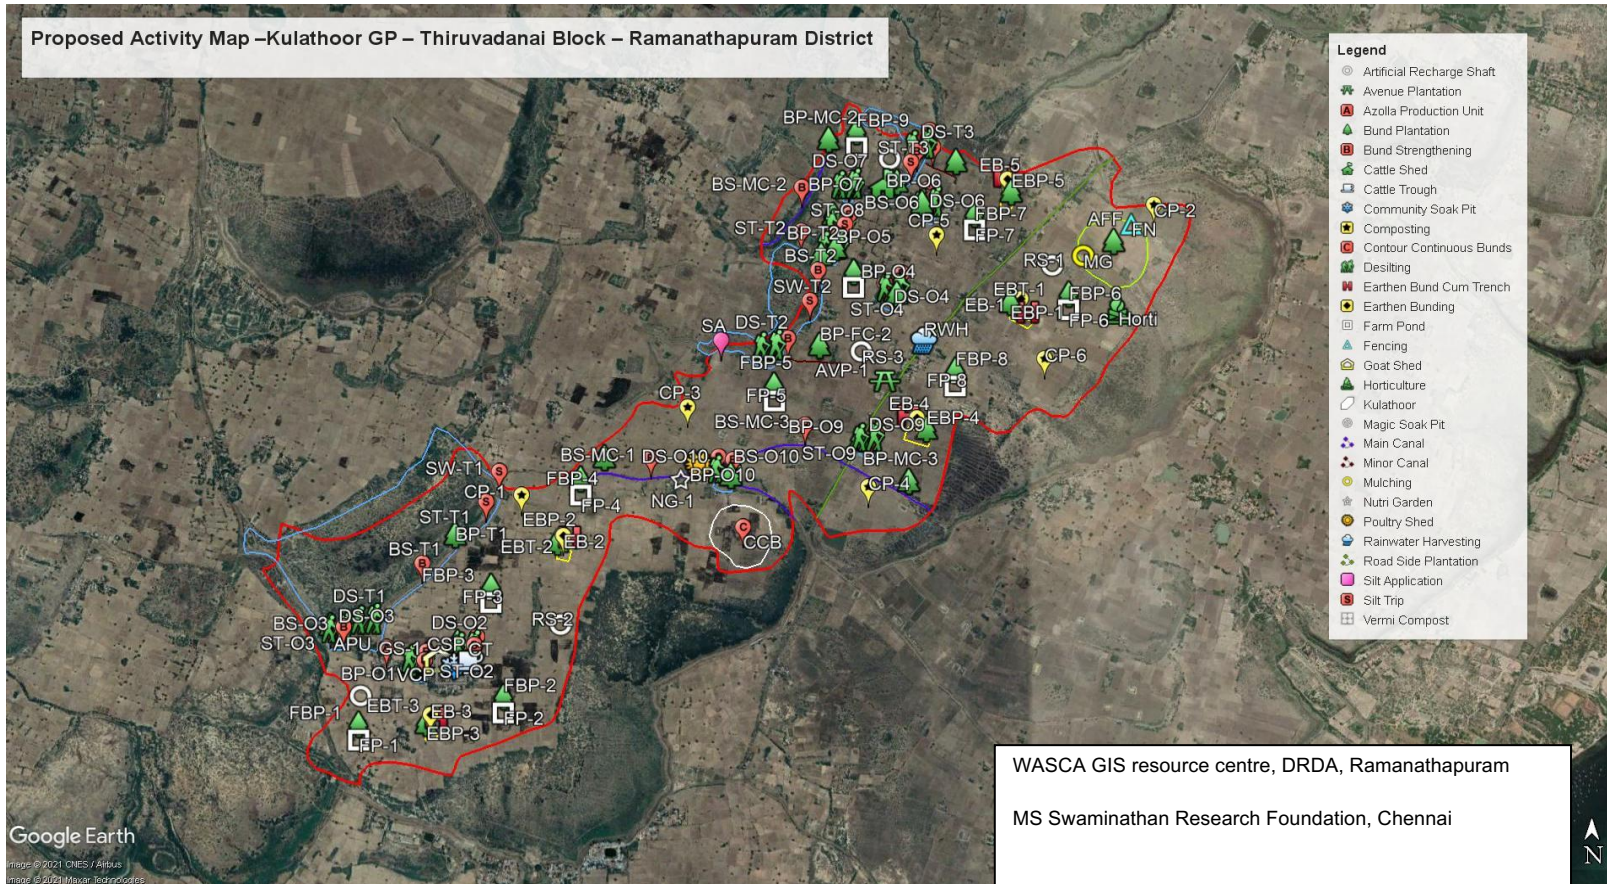 Proposed Activity Map –Kulathoor GP – Thiruvadanai Block – Ramanathapuram District
Legend
Artificial Recharge Shaft
Avenue Plantation
A Azolla Production Unit
Bund Plantation
B Bund Strengthening
Cattle Shed
Cattle Trough
Community Soak Pit
Composting
C Contour Continuous Bunds
Desilting
Earthen Bund Cum Trench
Earthen Bunding
Farm Pond
Fencing
Goat Shed
Horticulture
Kulathoor
Magic Soak Pit
Main Canal
Minor Canal
Mulching
Nutri Garden
Poultry Shed
Rainwater Harvesting
Road Side Plantation
Silt Application
S Silt Trip
Vermi Compost
BP-MC-2
FBP-9
DS-T3
ST-T3
DS-O7
EB-5
BS-MC-2
BP-O7
BP-O6
EBP-5
BS-O6
DS-O6
ST-O8
CP-5
FBP-7
FP-7
CP-2
AFF
FN
ST-T2
BP-T2
BP-O5
BS-T2
BP-O4
RS-1
MG
SW-T2
DS-O4
ST-O4
EBT-1
EB-1
EBP-1
FBP-6
FP-6
Horti
SA
DS-T2
BP-FC-2
RWH
FBP-5
RS-3
AVP-1
FBP-8
CP-6
FP-8
FP-5
CP-3
EB-4
EBP-4
BS-MC-3
BP-O9
DS-O9
ST-O9
BS-MC-1
DS-O10
BS-O10
BP-MC-3
SW-T1
FBP-4
BP-O10
CP-4
CP-1
FP-4
NG-1
ST-T1
BP-T1
EBP-2
EBT-2
EB-2
CCB
BS-T1
FBP-3
FP-3
DS-T1
DS-O3
BS-O3
RS-2
DS-O2
ST-O3
APU
GS-1
CSP
CT
BP-O1
VCP
ST-O2
FBP-2
FBP-1
EBT-3
EB-3
FP-2
EBP-3
FP-1
WASCA GIS resource centre, DRDA, Ramanathapuram
MS Swaminathan Research Foundation, Chennai
N
Google Earth
Image © 2021 CNES / Airbus
Image © 2021 Maxar Technologies